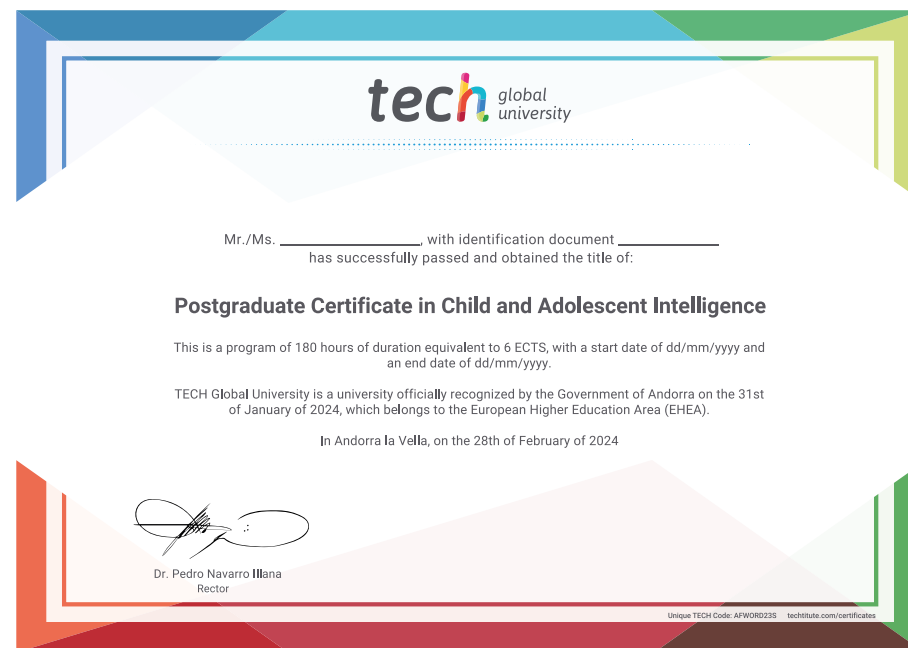 tech global university
Mr./Ms. ____________, with identification document ____________
has successfully passed and obtained the title of:
Postgraduate Certificate in Child and Adolescent Intelligence
This is a program of 180 hours of duration equivalent to 6 ECTS, with a start date of dd/mm/yyyy and
an end date of dd/mm/yyyy.
TECH Global University is a university officially recognized by the Government of Andorra on the 31st
of January of 2024, which belongs to the European Higher Education Area (EHEA).
In Andorra la Vella, on the 28th of February of 2024
Dr. Pedro Navarro Illana
Rector
Unique TECH Code: AFWORD23S techtitute.com/certificates